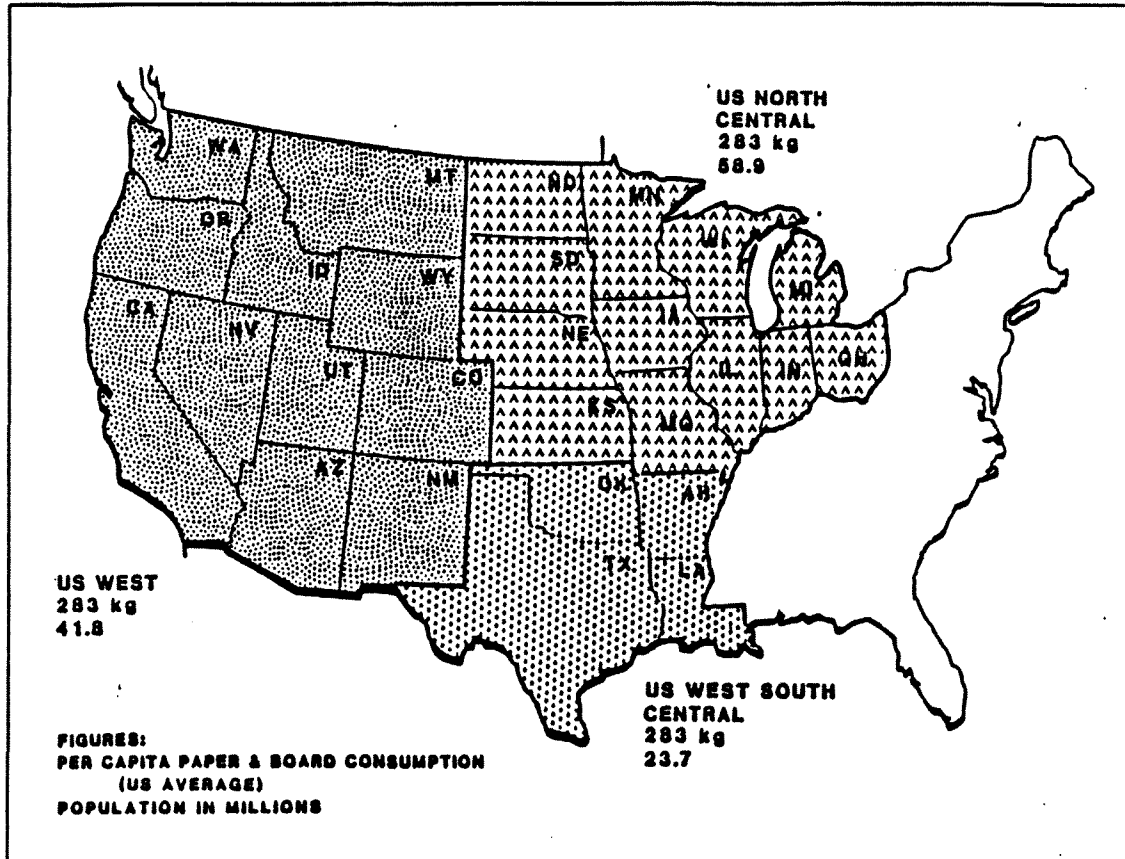 US NORTH
CENTRAL
283 kg
58.9
WA
MT
ND
MN
OR
ID
WY
SD
WI
MI
CA
NV
UT
CO
NE
IA
IL
IN
OH
KS
MO
AZ
NM
OK
AR
TX
LA
US WEST
283 kg
41.8
US WEST SOUTH
CENTRAL
283 kg
23.7
FIGURES:
PER CAPITA PAPER & BOARD CONSUMPTION
(US AVERAGE)
POPULATION IN MILLIONS